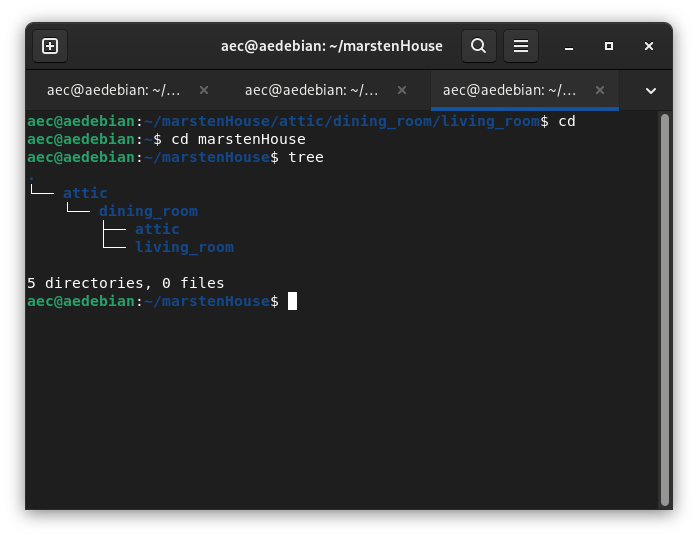 aec@aedebian: ~/marstenHouse
aec@aedebian: ~/... aec@aedebian: ~/... aec@aedebian: ~/...
aec@aedebian:~/marstenHouse/attic/dining_room/living_room$ cd
aec@aedebian:~$ cd marstenHouse
aec@aedebian:~/marstenHouse$ tree
.
└── attic
    └── dining_room
        ├── attic
        └── living_room
5 directories, 0 files
aec@aedebian:~/marstenHouse$